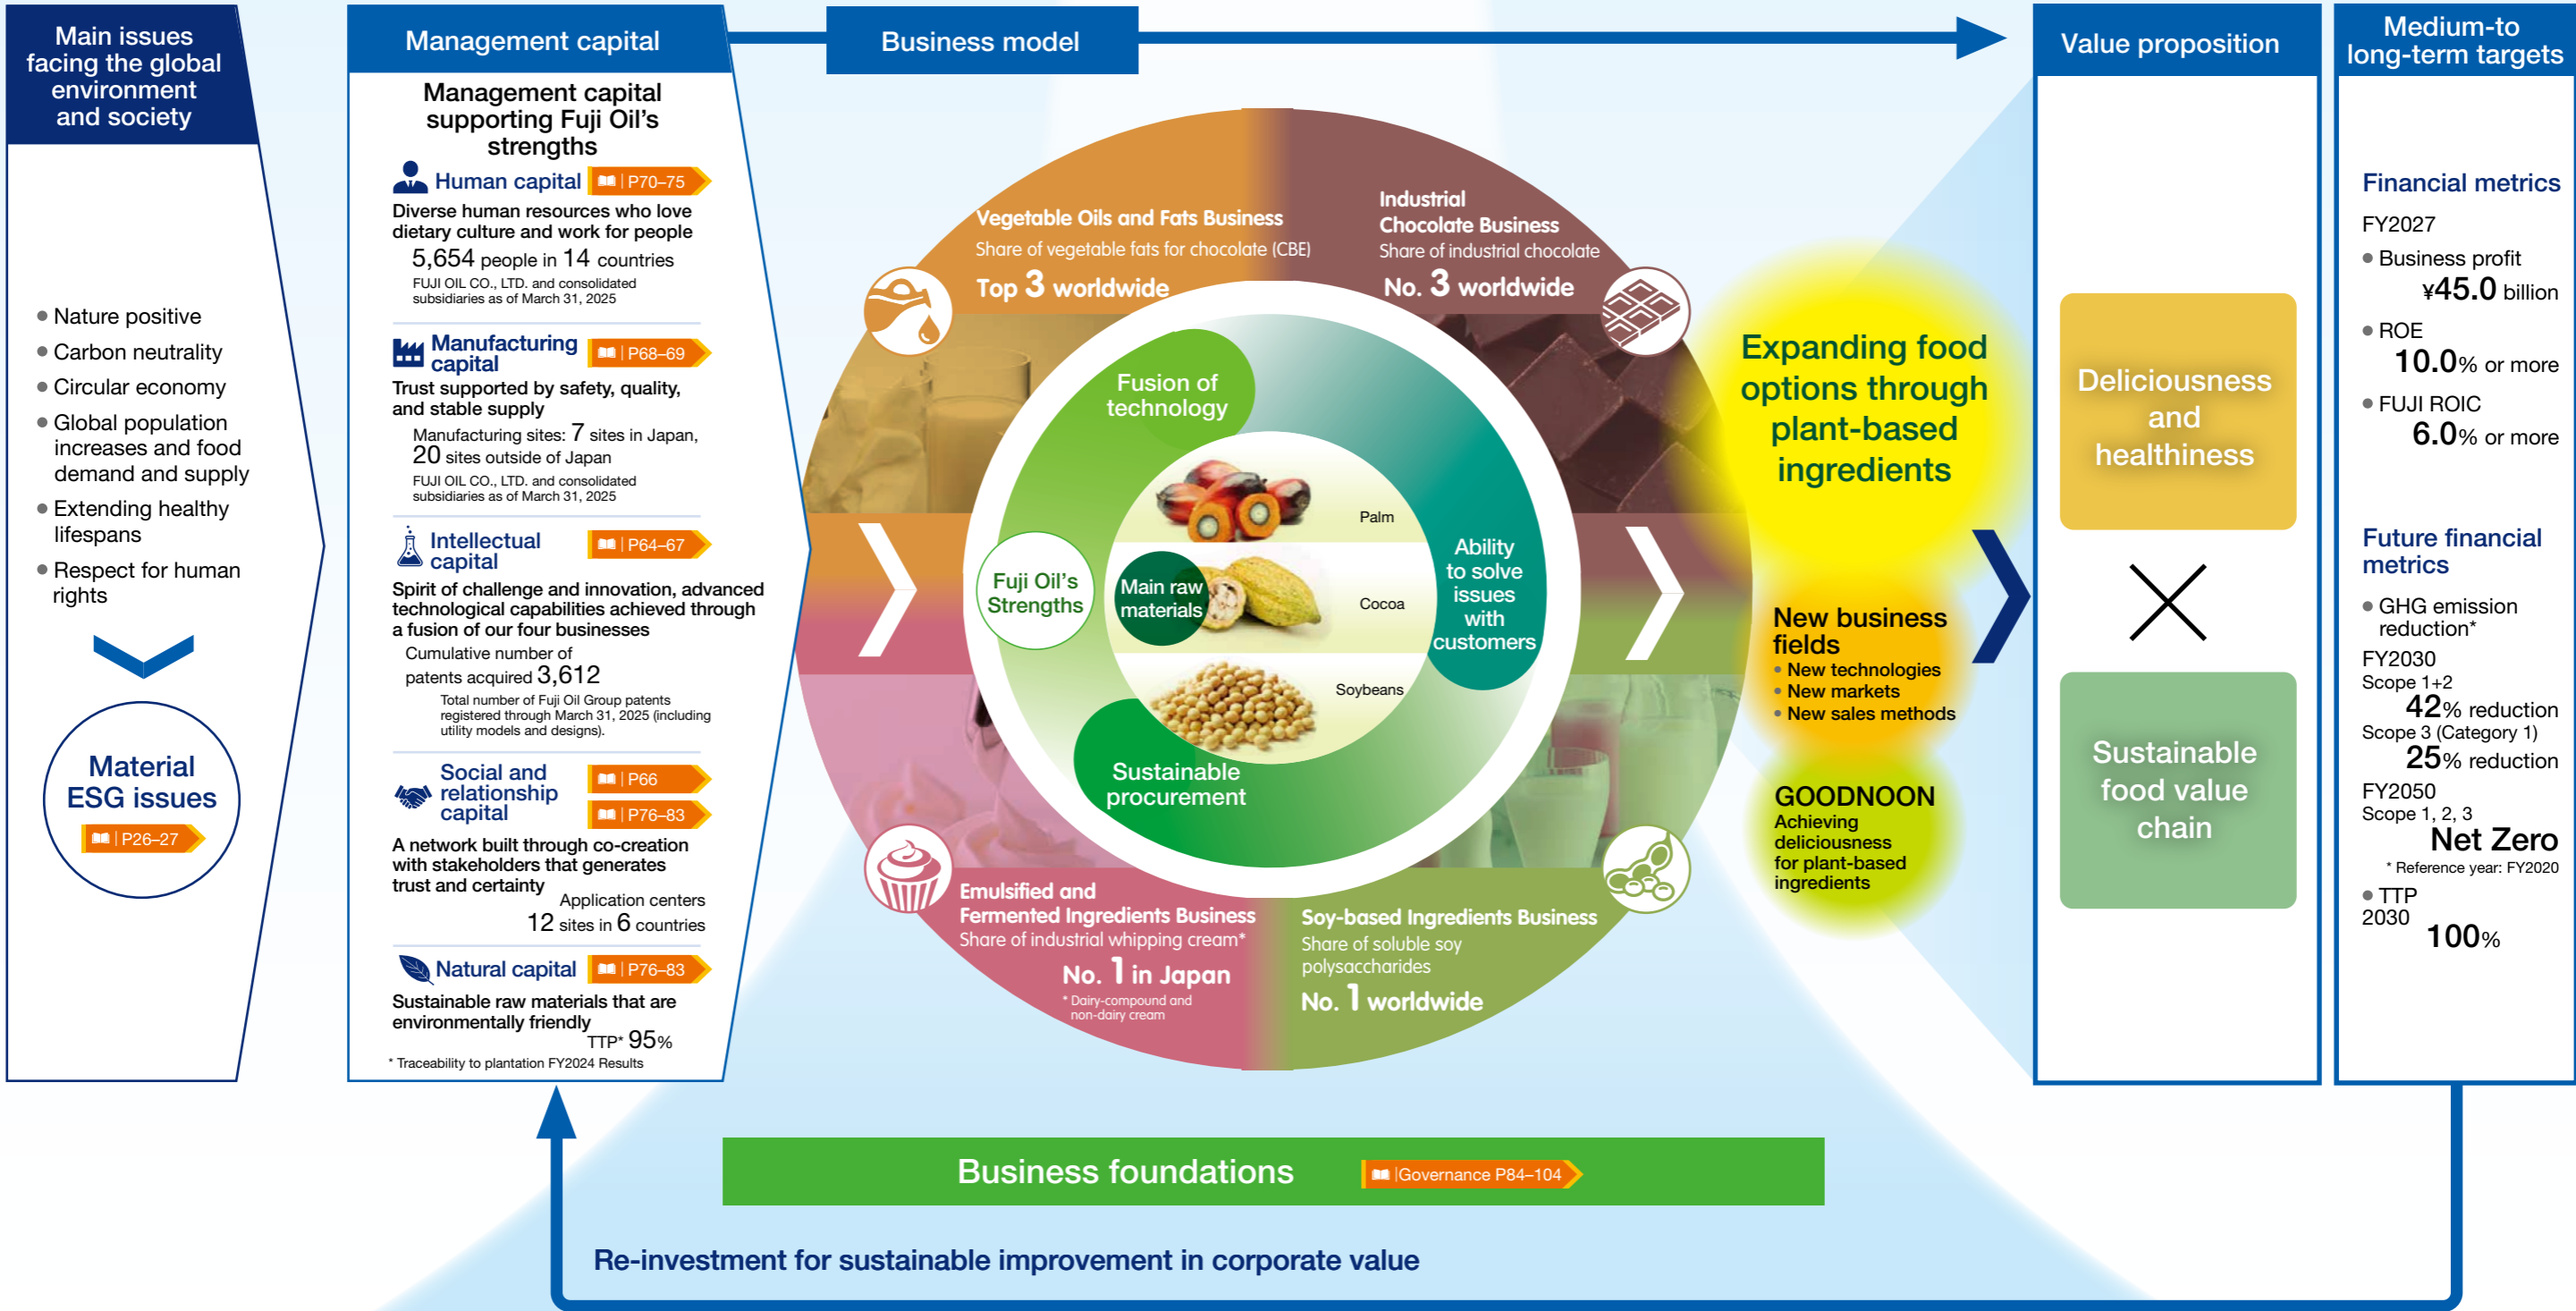 Main issues
facing the global
environment
and society
• Nature positive
• Carbon neutrality
• Circular economy
• Global population
increases and food
demand and supply
• Extending healthy
lifespans
• Respect for human
rights
Material
ESG issues
P26–27
Management capital
Management capital
supporting Fuji Oil's
strengths
Human capital | P70–75
Diverse human resources who love
dietary culture and work for people
5,654 people in 14 countries
FUJI OIL CO., LTD. and consolidated
subsidiaries as of March 31, 2025
Manufacturing
capital
| P68–69
Trust supported by safety, quality,
and stable supply
Manufacturing sites: 7 sites in Japan,
20 sites outside of Japan
FUJI OIL CO., LTD. and consolidated
subsidiaries as of March 31, 2025
Intellectual
capital
| P64–67
Spirit of challenge and innovation, advanced
technological capabilities achieved through
a fusion of our four businesses
Cumulative number of
patents acquired 3,612
Total number of Fuji Oil Group patents
registered through March 31, 2025 (including
utility models and designs).
Social and
relationship
capital
| P66
| P76–83
A network built through co-creation
with stakeholders that generates
trust and certainty
Application centers
12 sites in 6 countries
Natural capital | P76–83
Sustainable raw materials that are
environmentally friendly
TTP* 95%
* Traceability to plantation FY2024 Results
Business model
Vegetable Oils and Fats Business
Share of vegetable fats for chocolate (CBE)
Top 3 worldwide
Industrial
Chocolate Business
Share of industrial chocolate
No. 3 worldwide
Fusion of
technology
Fuji Oil's
Strengths
Main raw
materials
Palm
Cocoa
Soybeans
Ability
to solve
issues
with
customers
Sustainable
procurement
Emulsified and
Fermented Ingredients Business
Share of industrial whipping cream*
No. 1 in Japan
* Dairy-compound and
non-dairy cream
Soy-based Ingredients Business
Share of soluble soy
polysaccharides
No. 1 worldwide
Expanding food
options through
plant-based
ingredients
New business
fields
• New technologies
• New markets
• New sales methods
GOODNOON
Achieving
deliciousness
for plant-based
ingredients
Value proposition
Deliciousness
and
healthiness
Sustainable
food value
chain
Medium-to
long-term targets
Financial metrics
FY2027
• Business profit
¥45.0 billion
• ROE
10.0% or more
• FUJI ROIC
6.0% or more
Future financial
metrics
• GHG emission
reduction*
FY2030
Scope 1+2
42% reduction
Scope 3 (Category 1)
25% reduction
FY2050
Scope 1, 2, 3
Net Zero
* Reference year: FY2020
• TTP
2030
100%
Business foundations
|Governance P84–104
Re-investment for sustainable improvement in corporate value